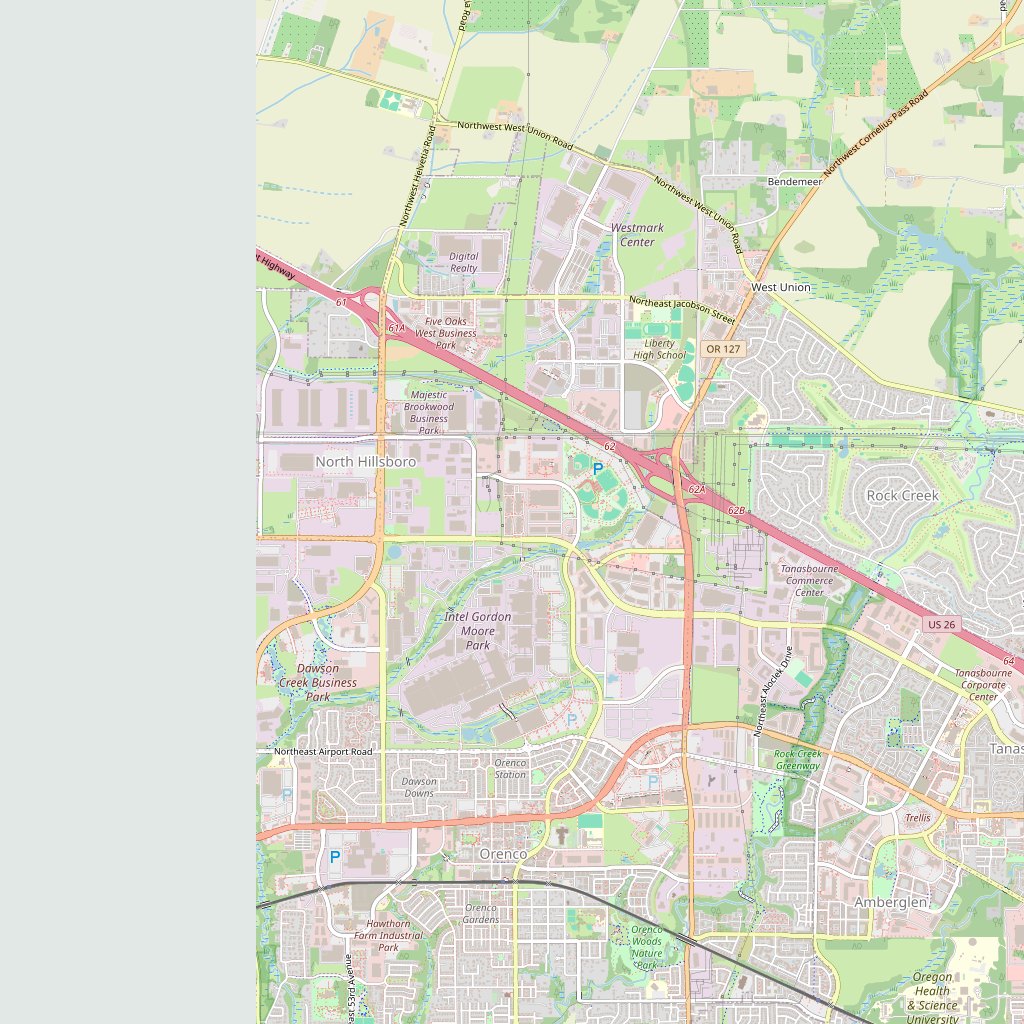 Northwest West Union Road
Northwest Helvetia Road
Northwest Cornelius Pass Road
Bendemeer
Northwest West Union Road
Westmark
Center
Highway
Digital
Realty
West Union
61
Northeast Jacobson Street
61A
Five Oaks
West Business
Park
Liberty
High School
OR 127
Majestic
Brookwood
Business
Park
62
North Hillsboro
P
62A
Rock Creek
62B
Tanasbourne
Commerce
Center
Intel Gordon
Moore
Park
US 26
64
Dawson
Creek Business
Park
Tanasbourne
Corporate
Center
Northeast Aloclek Drive
P
Northeast Airport Road
Orenco
Station
Rock Creek
Greenway
Dawson
Downs
P
P
Trellis
P
Orenco
Amberglen
Orenco
Gardens
Hawthorn
Farm Industrial
Park
Orenco
Woods
Nature
Park
53rd Avenue
Oregon
Health
& Science
University